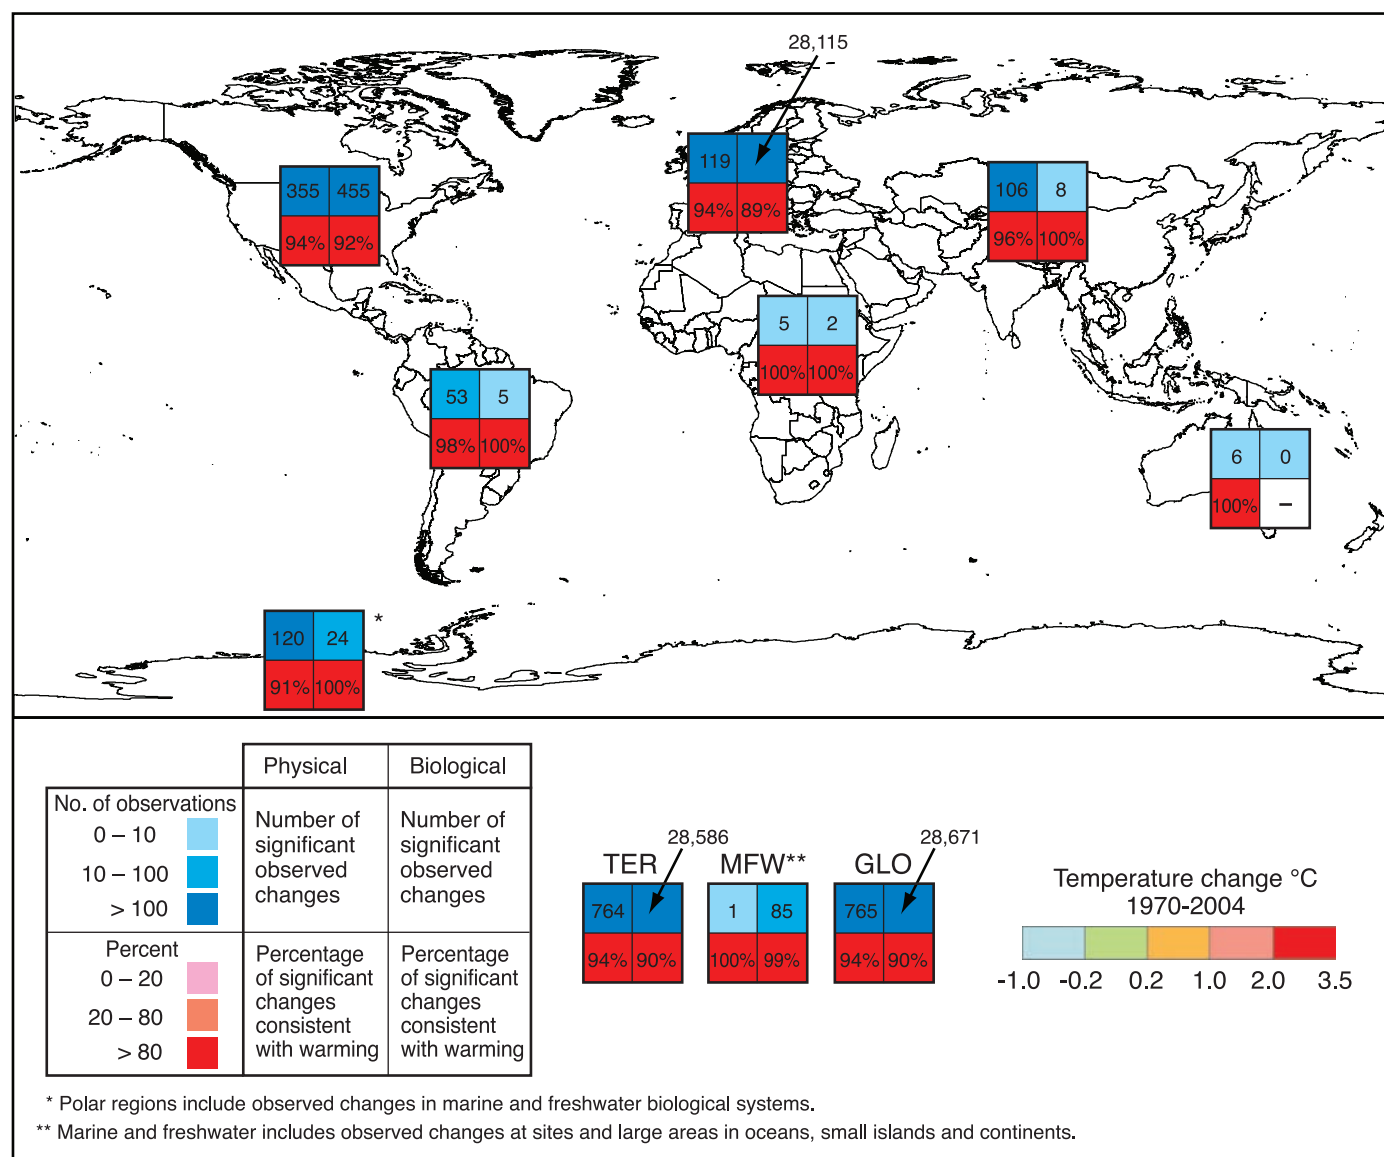 28,115
119
94% 89%
355 455
94% 92%
106 8
96% 100%
5 2
100% 100%
53 5
98% 100%
6 0
100% –
120 24 *
91% 100%
Physical Biological
No. of observations
0 – 10
10 – 100
> 100
Number of
significant
observed
changes
Number of
significant
observed
changes
Percent
0 – 20
20 – 80
> 80
Percentage
of significant
changes
consistent
with warming
Percentage
of significant
changes
consistent
with warming
28,586
28,671
TER MFW** GLO
764
94% 90%
1 85
100% 99%
765
94% 90%
Temperature change °C
1970-2004
-1.0 -0.2 0.2 1.0 2.0 3.5
* Polar regions include observed changes in marine and freshwater biological systems.
** Marine and freshwater includes observed changes at sites and large areas in oceans, small islands and continents.